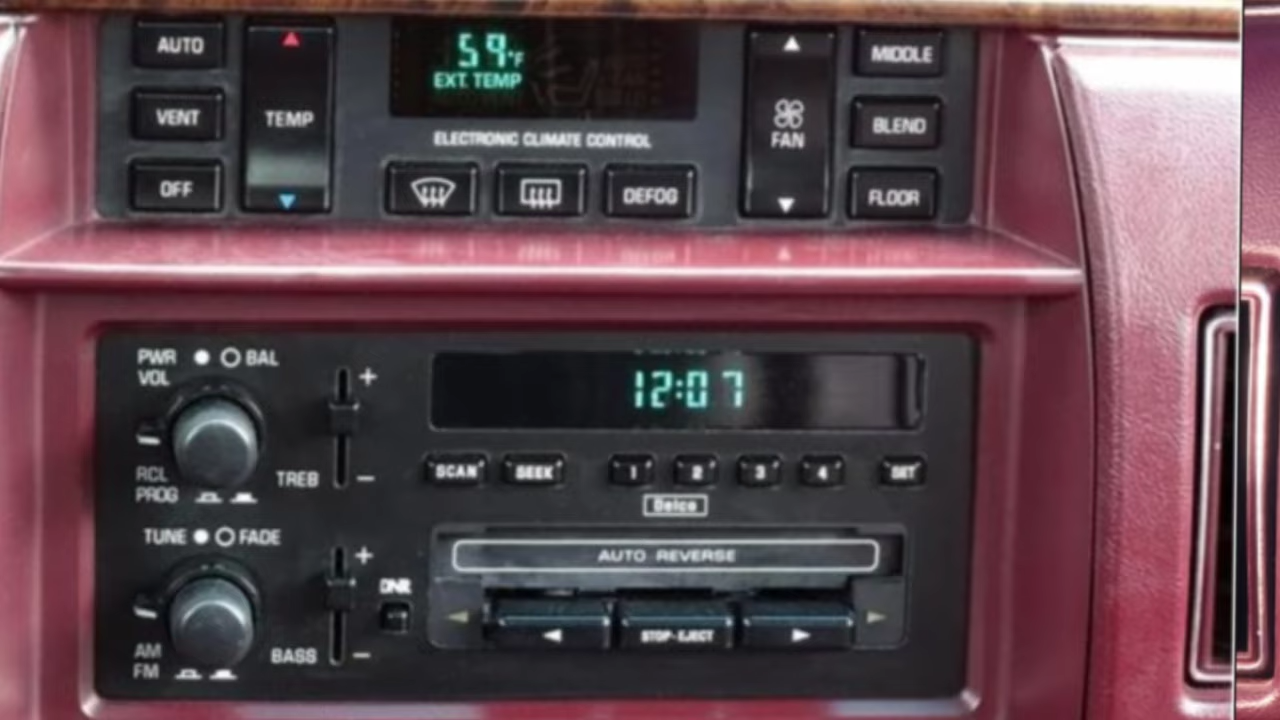 AUTO
TEMP
59°F
EXT. TEMP
FAN
MIDDLE
VENT
BLEND
ELECTRONIC CLIMATE CONTROL
OFF
DEFOG
FLOOR
PWR BAL
VOL
+
12:07
RCL
PROG
TREB
−
SCAN
SEEK
1
2
3
4
SET
Delco
TUNE FADE
+
DNR
AUTO REVERSE
STOP-EJECT
AM
FM
BASS
−